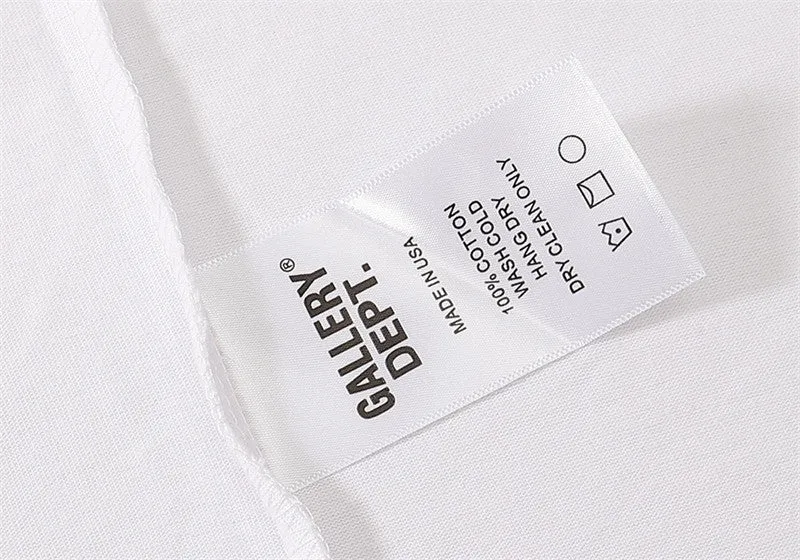 GALLERY®
DEPT.
MADE IN USA
100% COTTON
WASH COLD
HANG DRY
DRY CLEAN ONLY